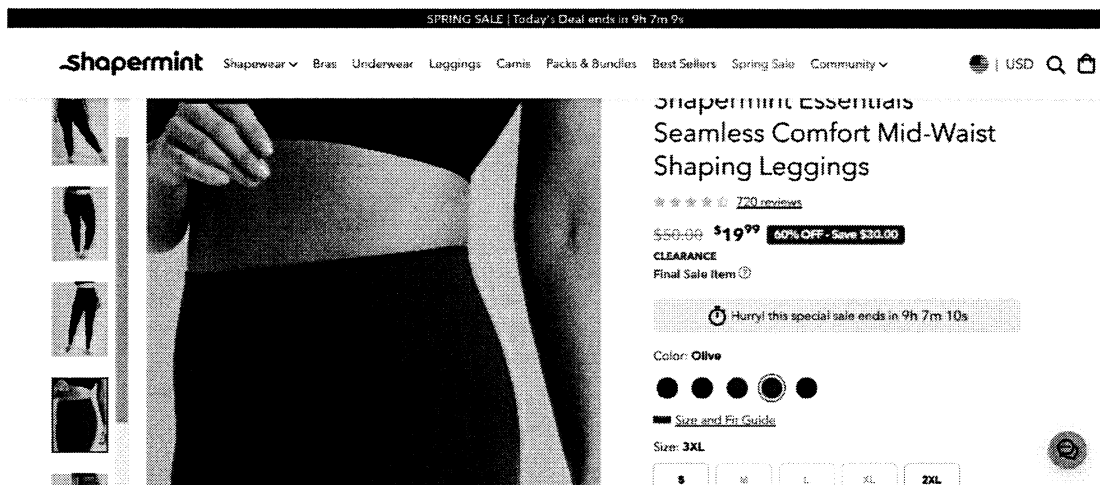 SPRING SALE | Today's Deal ends in 9h 7m 9s
shapermint Shapewear Bras Underwear Leggings Camis Packs & Bundles Best Sellers Spring Sale Community | USD
Shapermint Essentials
Seamless Comfort Mid-Waist
Shaping Leggings
720 reviews
$50.00 $19⁹⁹ 60% OFF - Save $30.00
CLEARANCE
Final Sale Item ?
Hurry! this special sale ends in 9h 7m 10s
Color: Olive
Size and Fit Guide
Size: 3XL
S M L XL 2XL